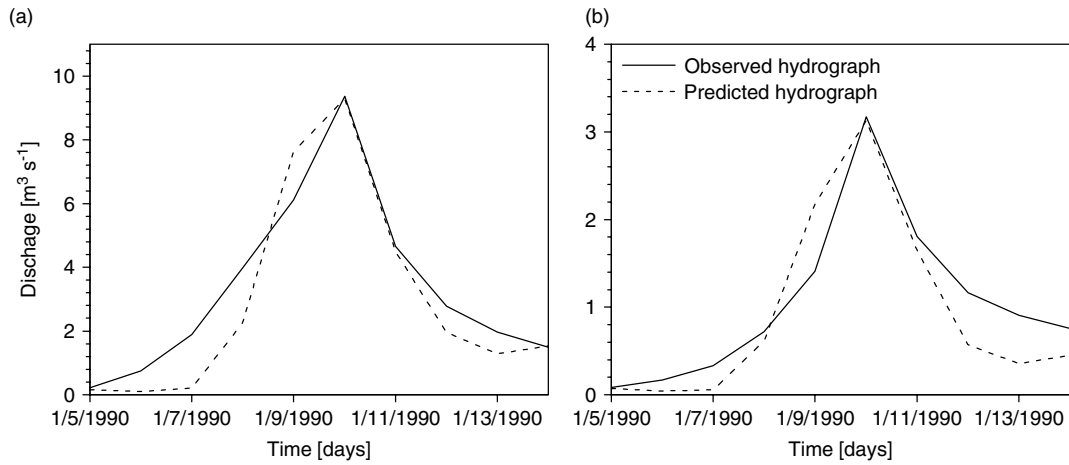 (a)
10
8
6
4
2
0
Dischage [m³ s⁻¹]
1/5/1990 1/7/1990 1/9/1990 1/11/1990 1/13/1990
Time [days]
(b)
Observed hydrograph
Predicted hydrograph
4
3
2
1
0
1/5/1990 1/7/1990 1/9/1990 1/11/1990 1/13/1990
Time [days]